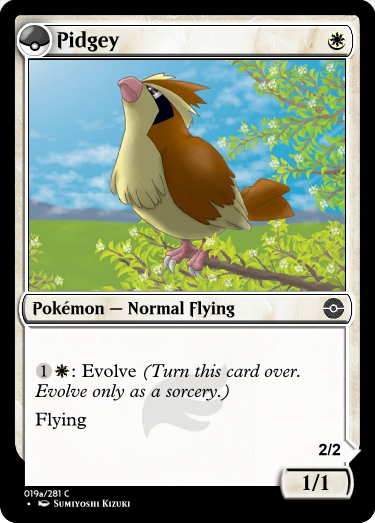 Pidgey
Pokémon — Normal Flying
1 : Evolve (Turn this card over.
Evolve only as a sorcery.)
Flying
2/2
1/1
019a/281 C
• Sumiyoshi Kizuki